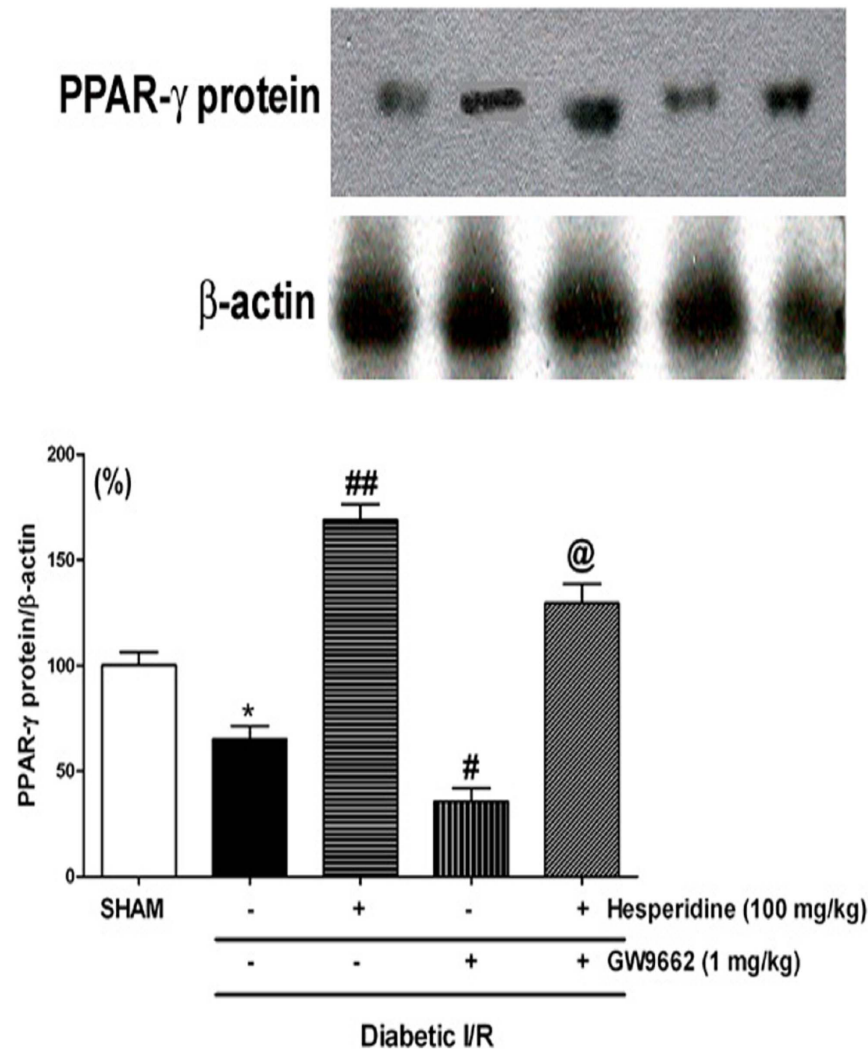 PPAR-γ protein
β-actin
200
(%)
##
150
@
100
*
50
#
0
PPAR-γ protein/β-actin
SHAM - + - + Hesperidine (100 mg/kg)
- - + + GW9662 (1 mg/kg)
Diabetic I/R